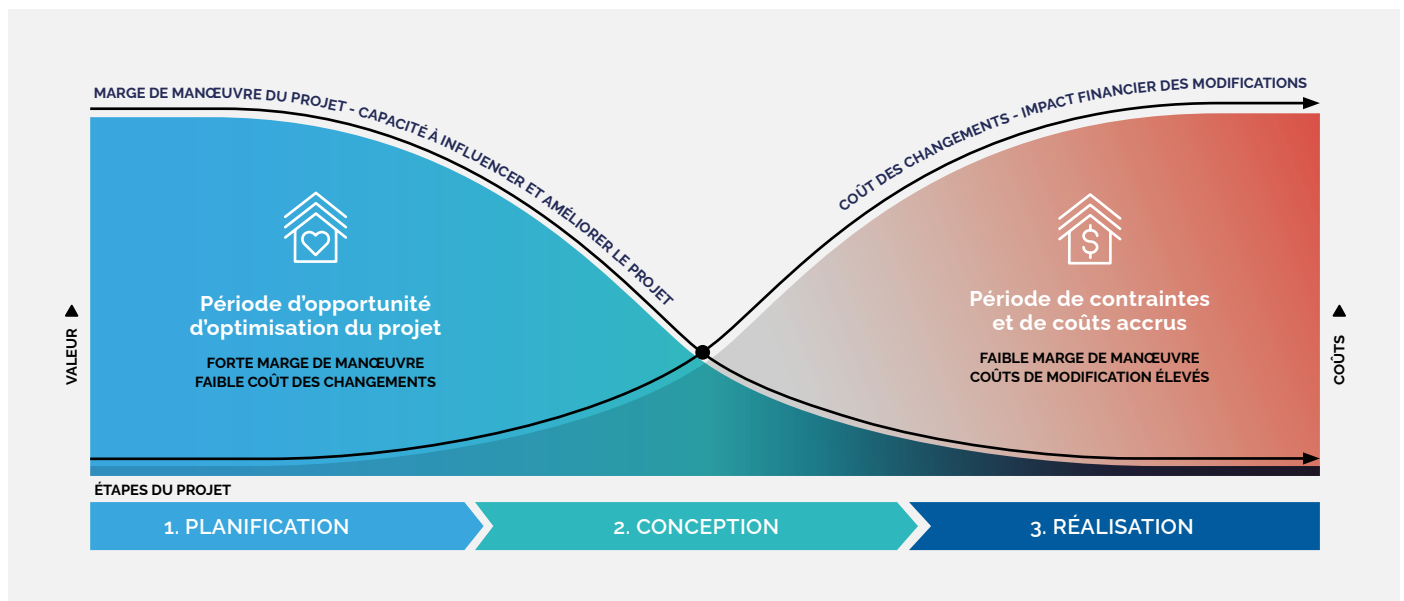 MARGE DE MANŒUVRE DU PROJET - CAPACITÉ À INFLUENCER ET AMÉLIORER LE PROJET
COÛT DES CHANGEMENTS - IMPACT FINANCIER DES MODIFICATIONS
VALEUR
Période d’opportunité
d’optimisation du projet
FORTE MARGE DE MANŒUVRE
FAIBLE COÛT DES CHANGEMENTS
$
Période de contraintes
et de coûts accrus
FAIBLE MARGE DE MANŒUVRE
COÛTS DE MODIFICATION ÉLEVÉS
COÛTS
ÉTAPES DU PROJET
1. PLANIFICATION
2. CONCEPTION
3. RÉALISATION